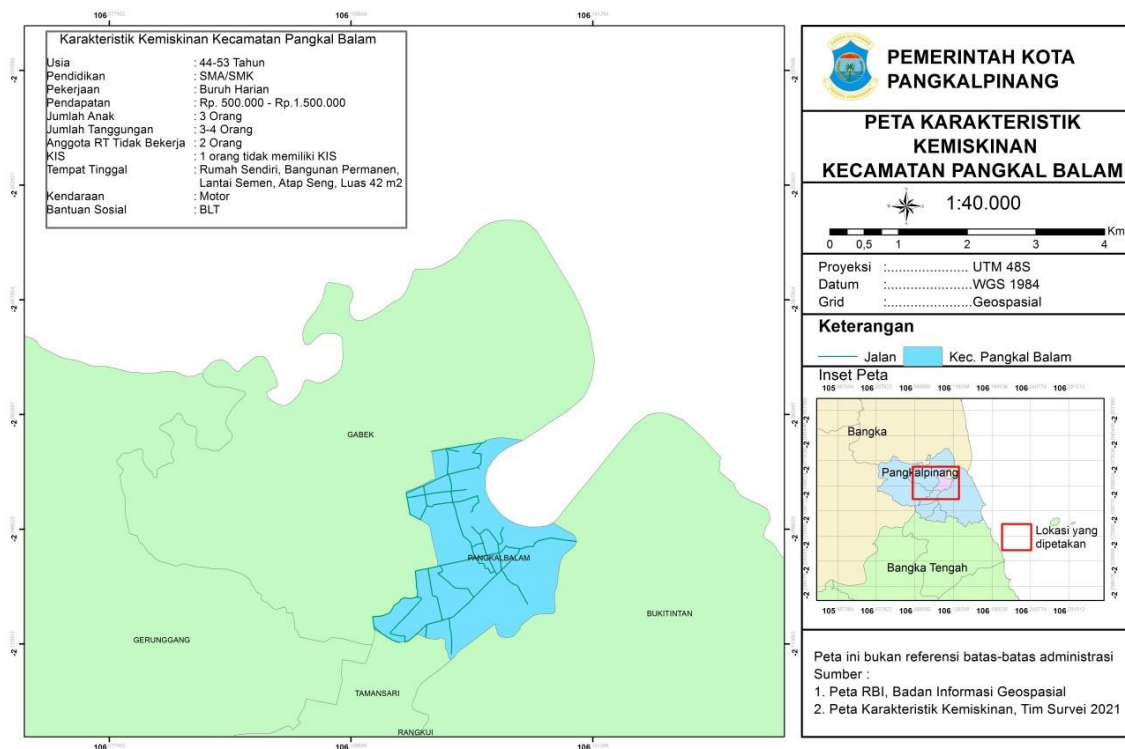 Karakteristik Kemiskinan Kecamatan Pangkal Balam
Usia : 44-53 Tahun
Pendidikan : SMA/SMK
Pekerjaan : Buruh Harian
Pendapatan : Rp. 500.000 - Rp.1.500.000
Jumlah Anak : 3 Orang
Jumlah Tanggungan : 3-4 Orang
Anggota RT Tidak Bekerja : 2 Orang
KIS : 1 orang tidak memiliki KIS
Tempat Tinggal : Rumah Sendiri, Bangunan Permanen,
Lantai Semen, Atap Seng, Luas 42 m2
Kendaraan : Motor
Bantuan Sosial : BLT
GABEK
PANGKALBALAM
BUKITINTAN
GERUNGGANG
TAMANSARI
RANGKUI
PEMERINTAH KOTA
PANGKALPINANG
PETA KARAKTERISTIK
KEMISKINAN
KECAMATAN PANGKAL BALAM
1:40.000
0 0,5 1 2 3 4 Km
Proyeksi :..................... UTM 48S
Datum :.....................WGS 1984
Grid :.....................Geospasial
Keterangan
Jalan Kec. Pangkal Balam
Inset Peta
Bangka
Pangkalpinang
Bangka Tengah
Lokasi yang
dipetakan
Peta ini bukan referensi batas-batas administrasi
Sumber :
1. Peta RBI, Badan Informasi Geospasial
2. Peta Karakteristik Kemiskinan, Tim Survei 2021